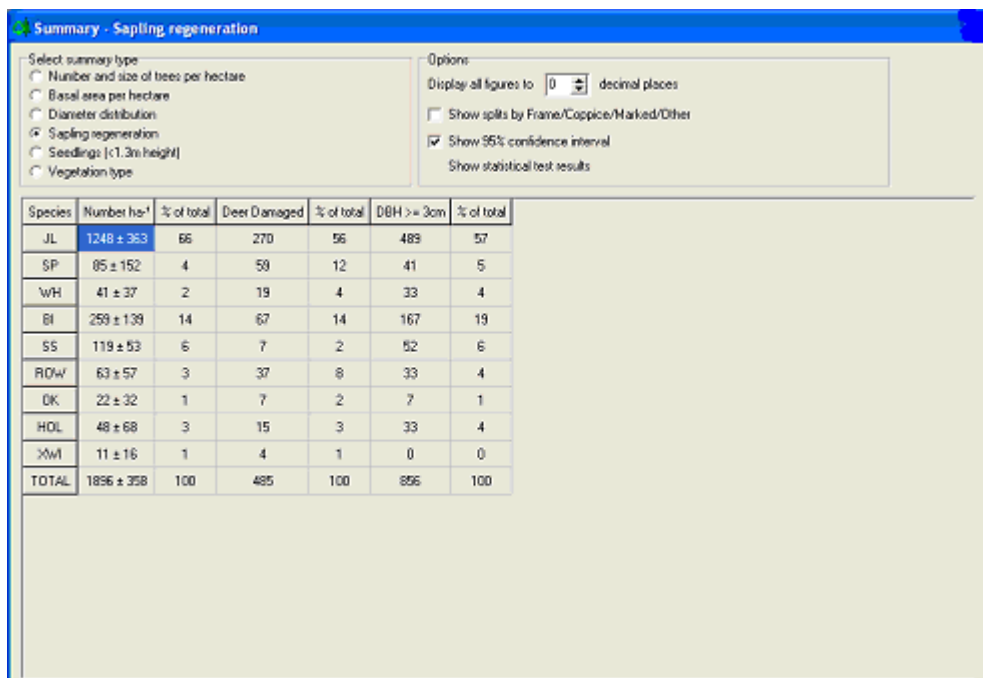 Summary - Sapling regeneration
Select summary type
Number and size of trees per hectare
Basal area per hectare
Diameter distribution
Sapling regeneration
Seedlings (<1.3m height)
Vegetation type
Options
Display all figures to 0 decimal places
Show splits by Frame/Coppice/Marked/Other
Show 95% confidence interval
Show statistical test results
Species Number ha-¹ % of total Deer Damaged % of total DBH >= 3cm % of total
JL 1248 ± 363 66 270 56 489 57
SP 85 ± 152 4 59 12 41 5
WH 41 ± 37 2 19 4 33 4
BI 259 ± 139 14 67 14 167 19
SS 119 ± 53 6 7 2 52 6
ROW 63 ± 57 3 37 8 33 4
OK 22 ± 32 1 7 2 7 1
HOL 48 ± 68 3 15 3 33 4
XWI 11 ± 16 1 4 1 0 0
TOTAL 1896 ± 358 100 485 100 856 100